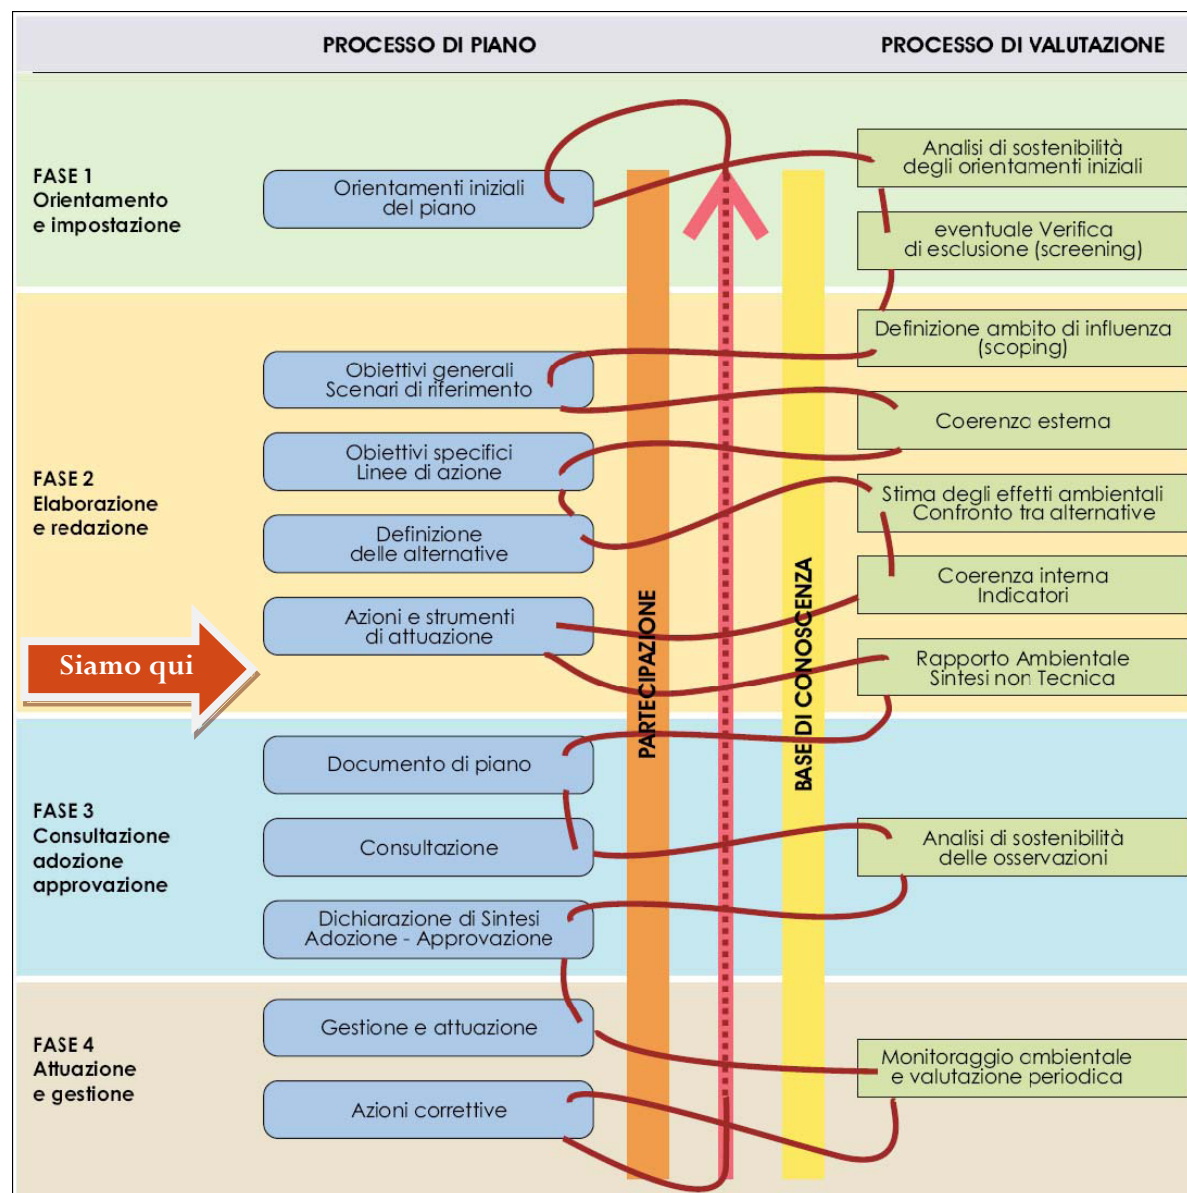 PROCESSO DI PIANO
PROCESSO DI VALUTAZIONE
FASE 1
Orientamento
e impostazione
Orientamenti iniziali
del piano
Analisi di sostenibilità
degli orientamenti iniziali
eventuale Verifica
di esclusione (screening)
FASE 2
Elaborazione
e redazione
Obiettivi generali
Scenari di riferimento
Obiettivi specifici
Linee di azione
Definizione
delle alternative
Azioni e strumenti
di attuazione
Definizione ambito di influenza
(scoping)
Coerenza esterna
Stima degli effetti ambientali
Confronto tra alternative
Coerenza interna
Indicatori
Rapporto Ambientale
Sintesi non Tecnica
Siamo qui
PARTECIPAZIONE
BASE DI CONOSCENZA
FASE 3
Consultazione
adozione
approvazione
Documento di piano
Consultazione
Dichiarazione di Sintesi
Adozione - Approvazione
Analisi di sostenibilità
delle osservazioni
FASE 4
Attuazione
e gestione
Gestione e attuazione
Azioni correttive
Monitoraggio ambientale
e valutazione periodica